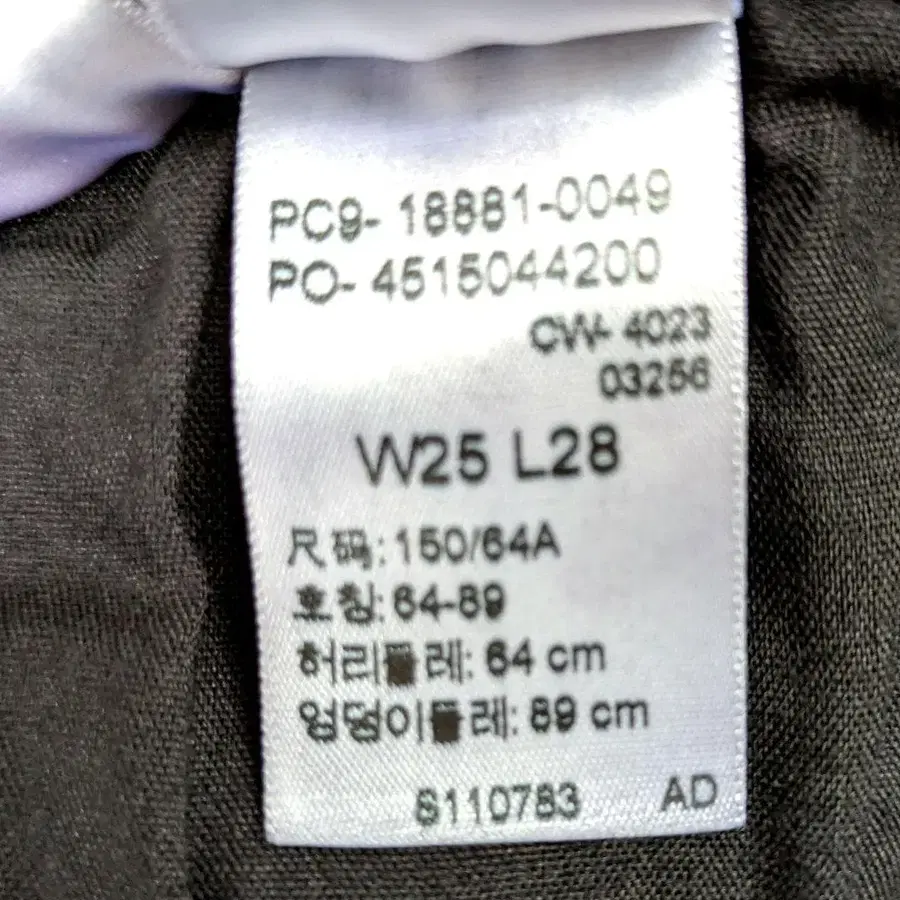 PC9- 18881-0049
PO- 4515044200
CW- 4023
03256
W25 L28
尺码: 150/64A
호칭: 64-89
허리둘레: 64 cm
엉덩이둘레: 89 cm
S110783 AD